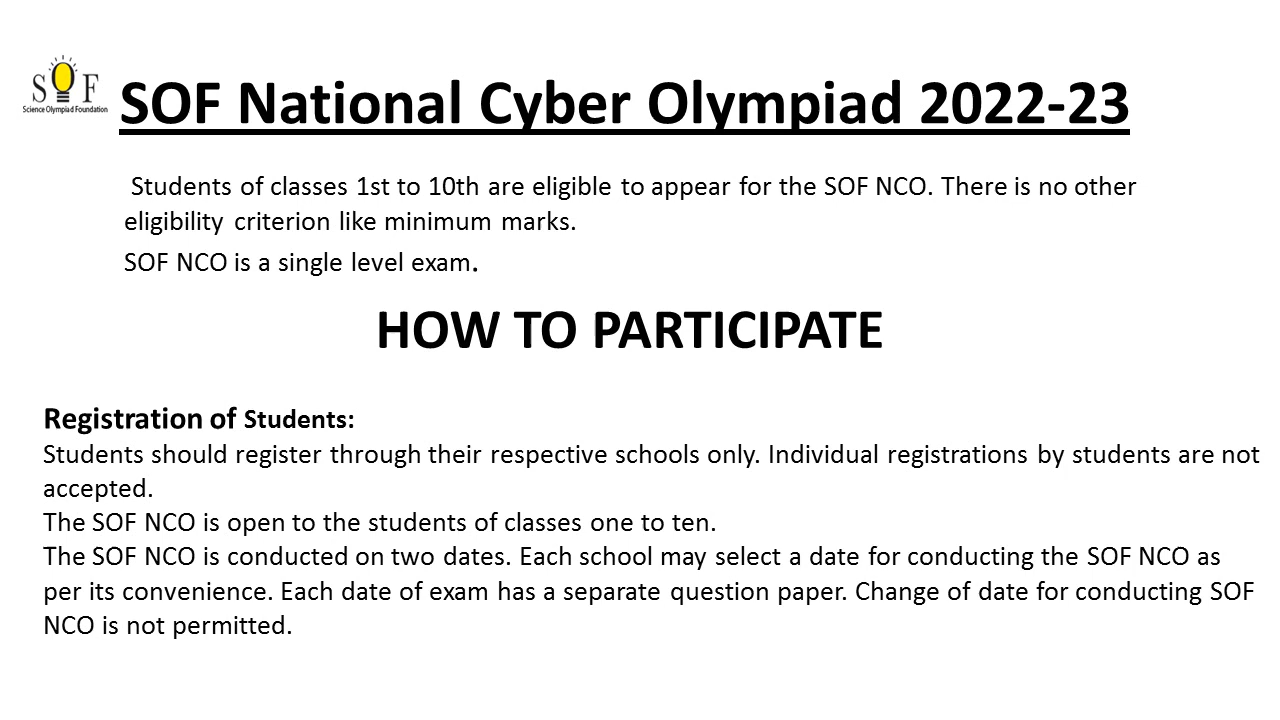 SOF
Science Olympiad Foundation
SOF National Cyber Olympiad 2022-23
Students of classes 1st to 10th are eligible to appear for the SOF NCO. There is no other
eligibility criterion like minimum marks.
SOF NCO is a single level exam.
HOW TO PARTICIPATE
Registration of Students:
Students should register through their respective schools only. Individual registrations by students are not
accepted.
The SOF NCO is open to the students of classes one to ten.
The SOF NCO is conducted on two dates. Each school may select a date for conducting the SOF NCO as
per its convenience. Each date of exam has a separate question paper. Change of date for conducting SOF
NCO is not permitted.